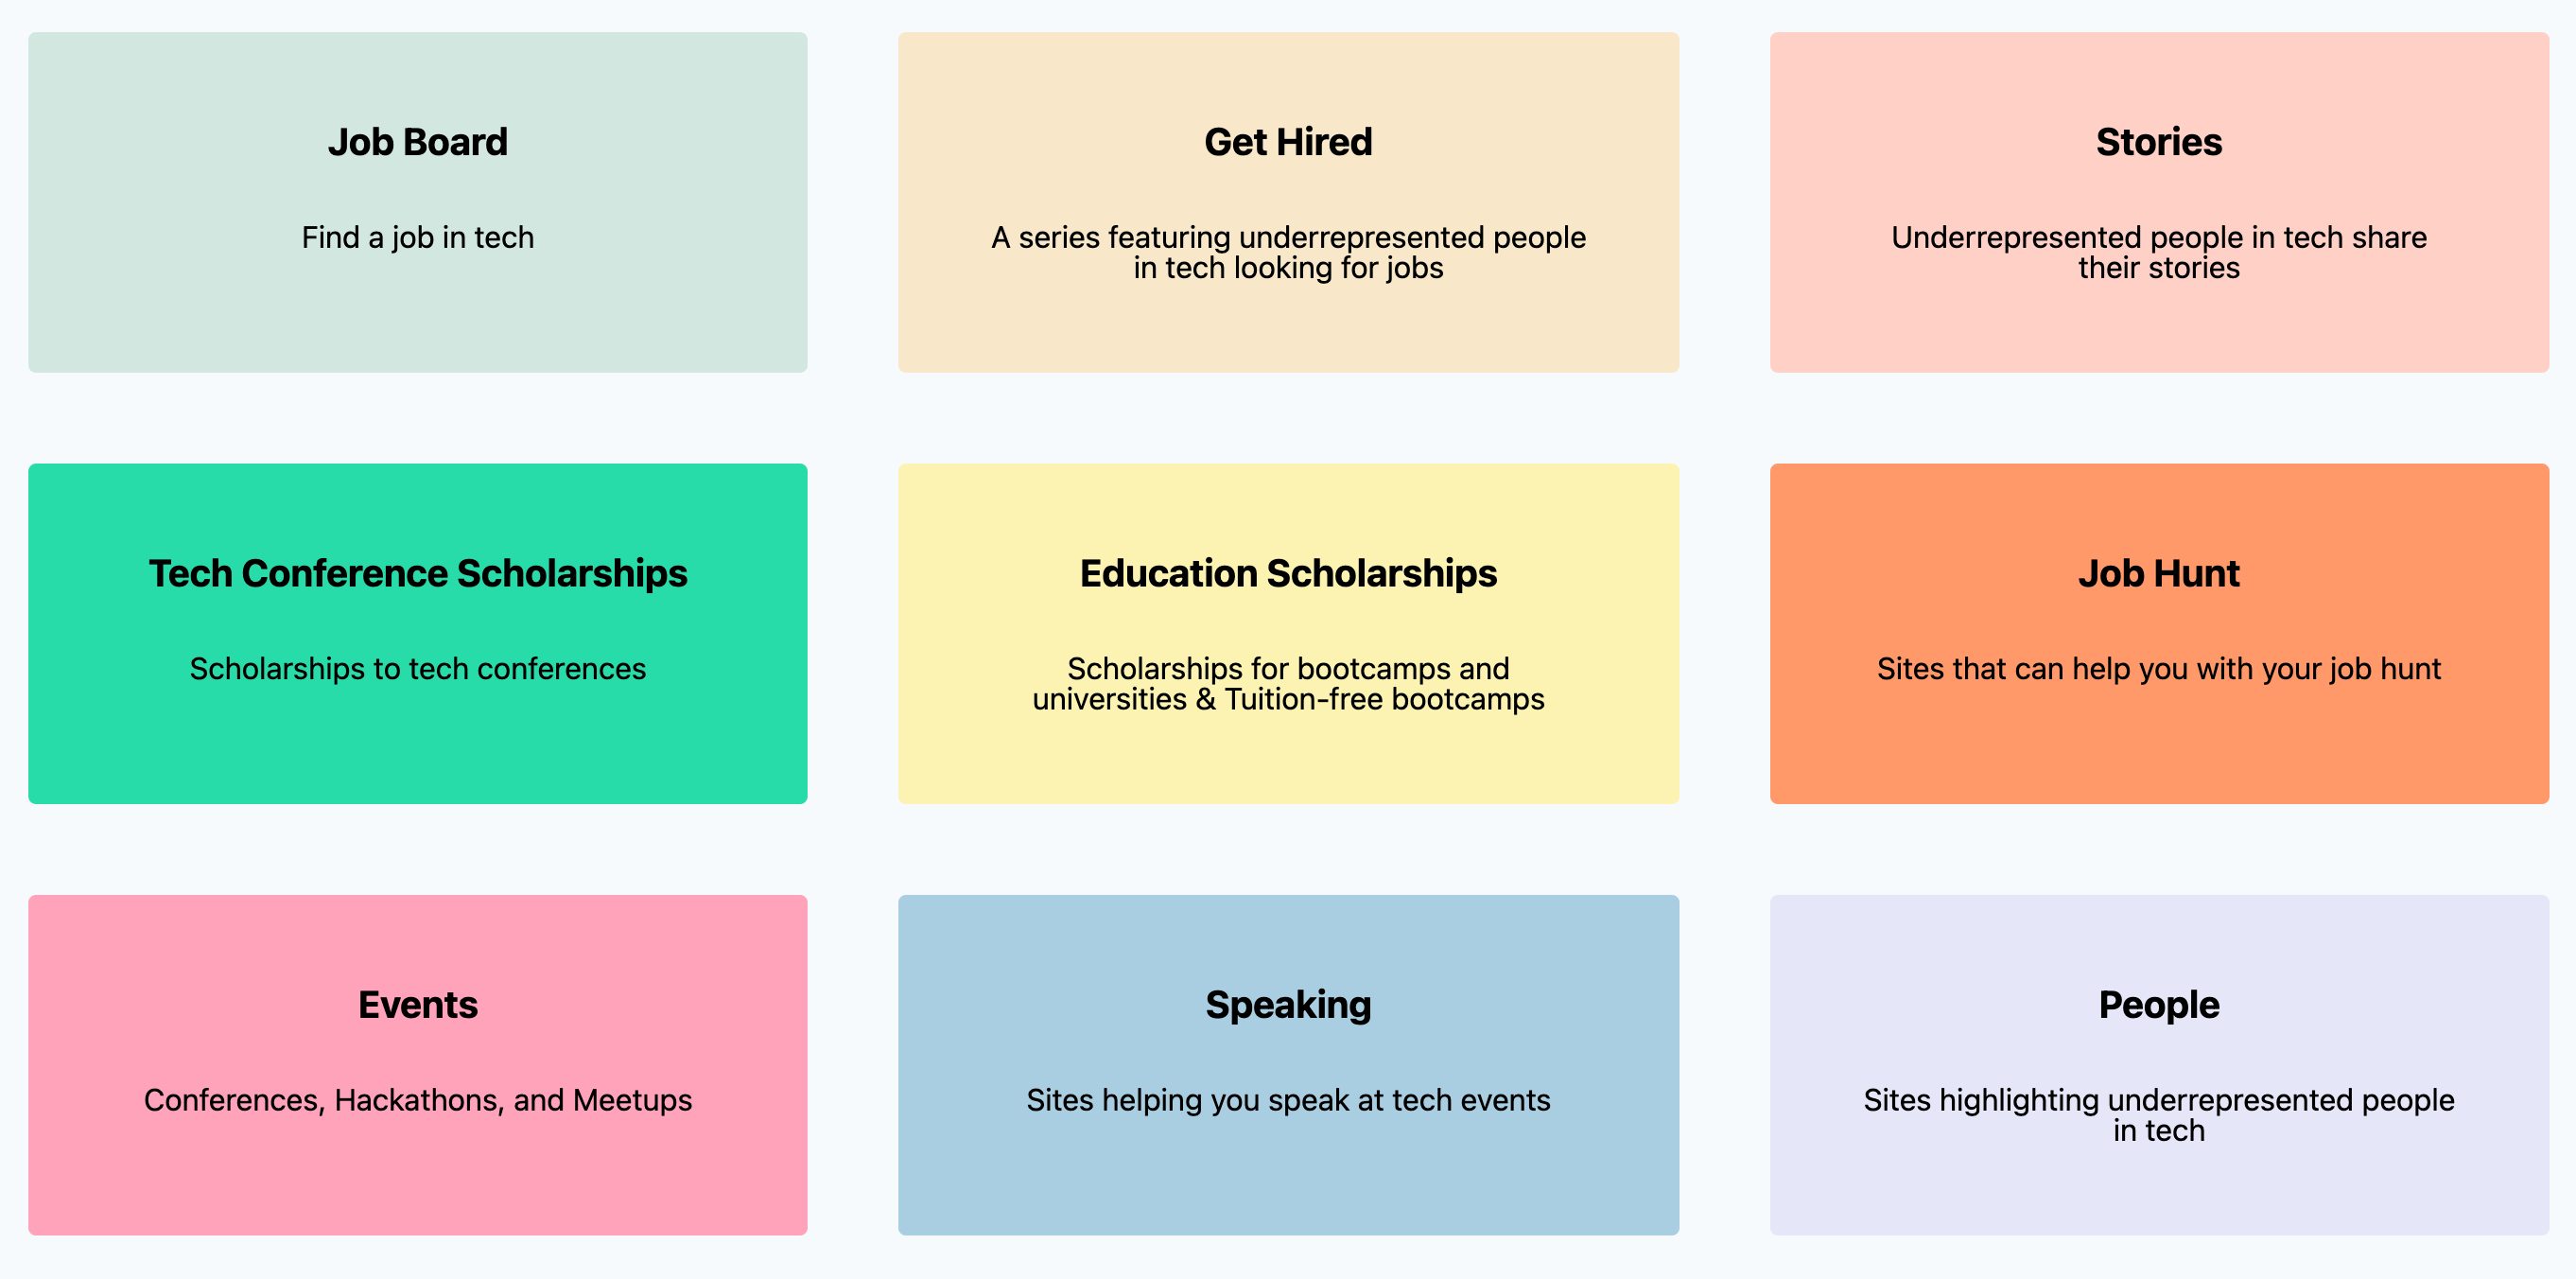 Job Board
Find a job in tech
Get Hired
A series featuring underrepresented people
in tech looking for jobs
Stories
Underrepresented people in tech share
their stories
Tech Conference Scholarships
Scholarships to tech conferences
Education Scholarships
Scholarships for bootcamps and
universities & Tuition-free bootcamps
Job Hunt
Sites that can help you with your job hunt
Events
Conferences, Hackathons, and Meetups
Speaking
Sites helping you speak at tech events
People
Sites highlighting underrepresented people
in tech